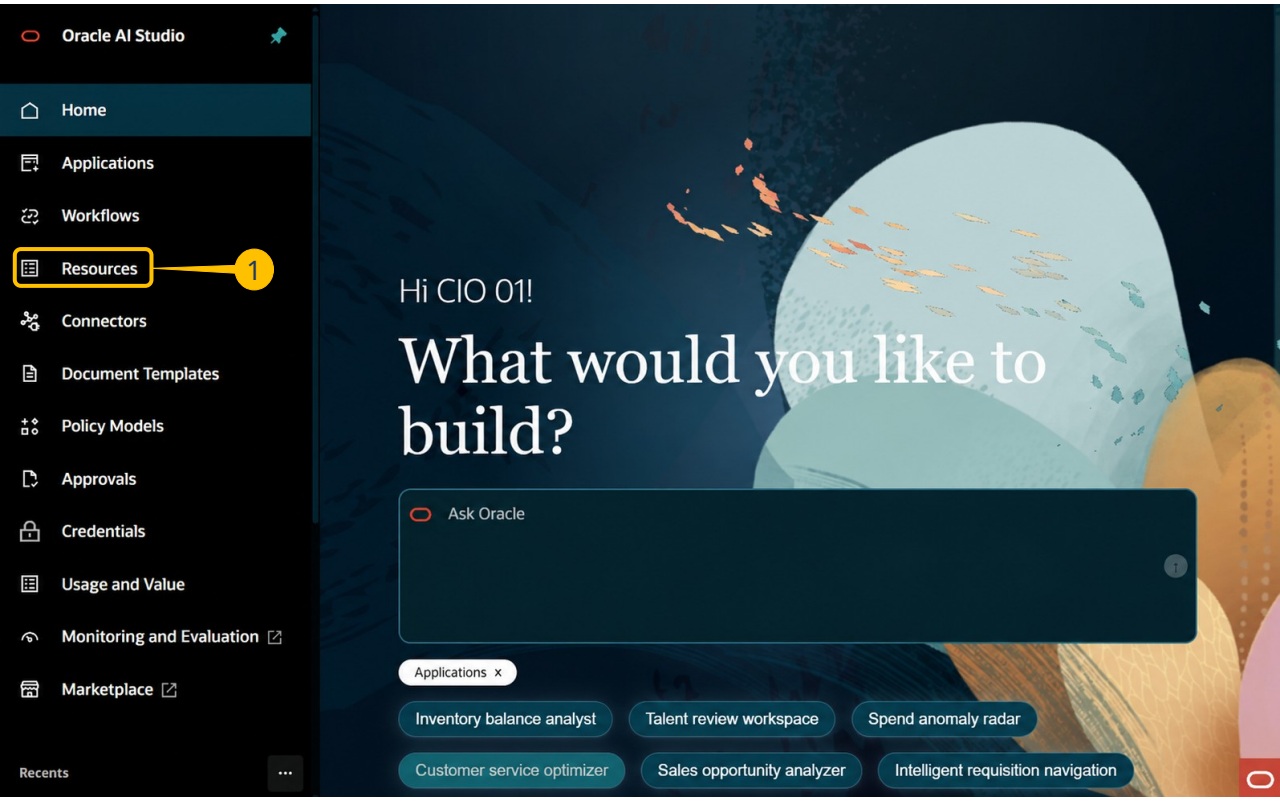 Oracle AI Studio
Home
Applications
Workflows
Resources
1
Connectors
Document Templates
Policy Models
Approvals
Credentials
Usage and Value
Monitoring and Evaluation
Marketplace
Recents
...
Hi CIO 01!
What would you like to
build?
Ask Oracle
↑
Applications x
Inventory balance analyst
Talent review workspace
Spend anomaly radar
Customer service optimizer
Sales opportunity analyzer
Intelligent requisition navigation